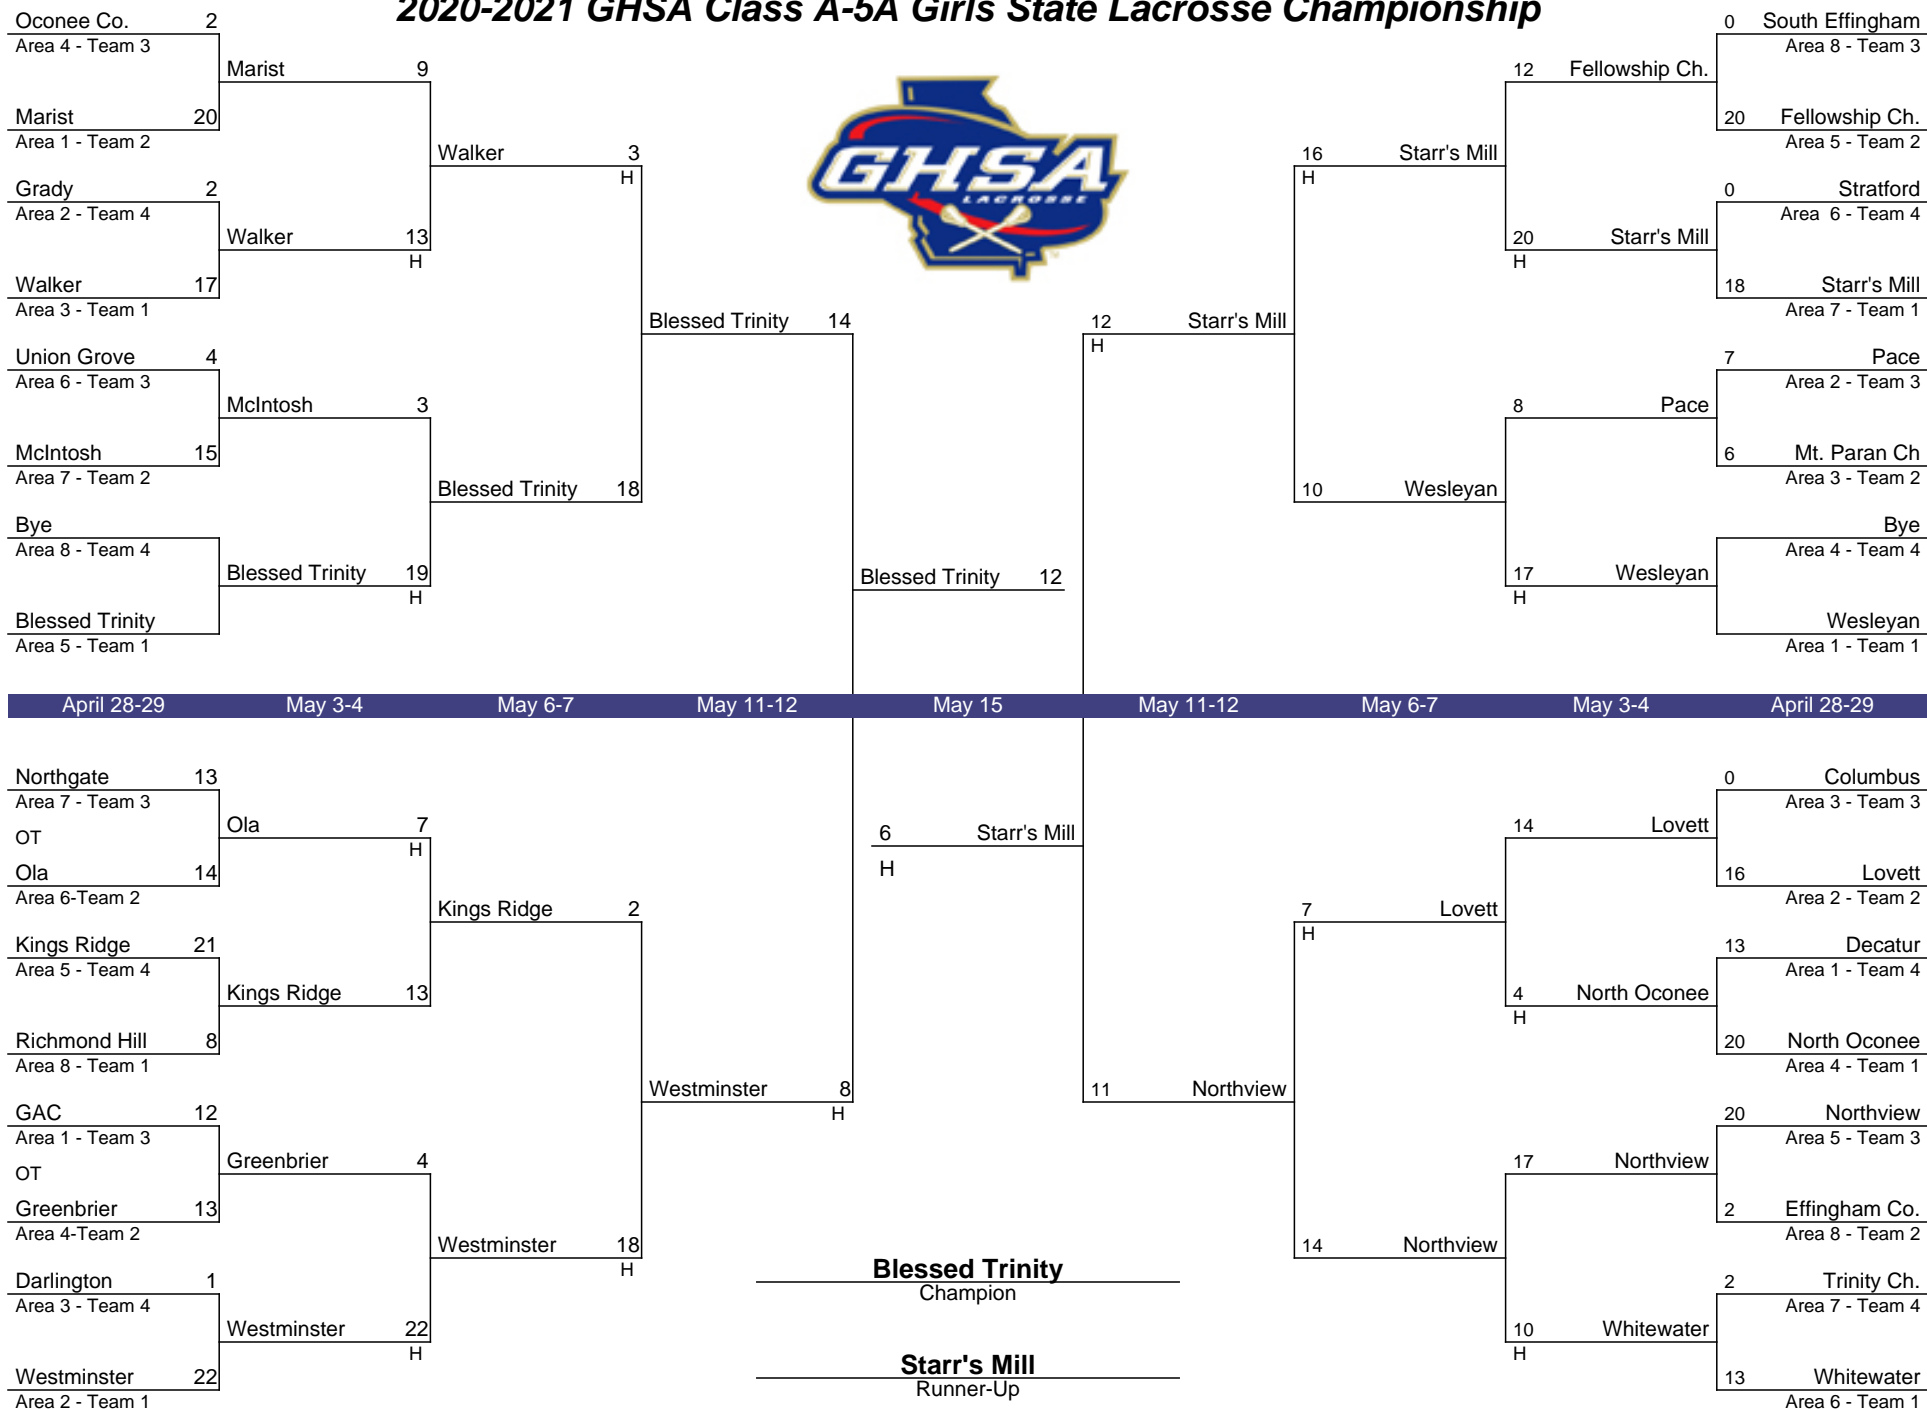 2020-2021 GHSA Class A-5A Girls State Lacrosse Championship
Oconee Co. 2
Area 4 - Team 3
Marist 9
Marist 20
Area 1 - Team 2
Walker 3
H
Grady 2
Area 2 - Team 4
Walker 13
H
Walker 17
Area 3 - Team 1
Blessed Trinity 14
Union Grove 4
Area 6 - Team 3
McIntosh 3
McIntosh 15
Area 7 - Team 2
Blessed Trinity 18
Bye
Area 8 - Team 4
Blessed Trinity 19
H
Blessed Trinity
Area 5 - Team 1
Blessed Trinity 12
GHSA
LACROSSE
TM
0 South Effingham
Area 8 - Team 3
12 Fellowship Ch.
20 Fellowship Ch.
Area 5 - Team 2
16 Starr's Mill
H
0 Stratford
Area 6 - Team 4
20 Starr's Mill
H
18 Starr's Mill
Area 7 - Team 1
12 Starr's Mill
H
7 Pace
Area 2 - Team 3
8 Pace
6 Mt. Paran Ch
Area 3 - Team 2
10 Wesleyan
Bye
Area 4 - Team 4
17 Wesleyan
H
Wesleyan
Area 1 - Team 1
April 28-29 May 3-4 May 6-7 May 11-12 May 15 May 11-12 May 6-7 May 3-4 April 28-29
Northgate 13
Area 7 - Team 3
OT
Ola 7
H
Ola 14
Area 6-Team 2
Kings Ridge 2
Kings Ridge 21
Area 5 - Team 4
Kings Ridge 13
Richmond Hill 8
Area 8 - Team 1
Westminster 8
H
GAC 12
Area 1 - Team 3
OT
Greenbrier 4
Greenbrier 13
Area 4-Team 2
Westminster 18
H
Darlington 1
Area 3 - Team 4
Westminster 22
H
Westminster 22
Area 2 - Team 1
6 Starr's Mill
H
0 Columbus
Area 3 - Team 3
14 Lovett
16 Lovett
Area 2 - Team 2
7 Lovett
H
13 Decatur
Area 1 - Team 4
4 North Oconee
H
20 North Oconee
Area 4 - Team 1
11 Northview
20 Northview
Area 5 - Team 3
17 Northview
2 Effingham Co.
Area 8 - Team 2
14 Northview
2 Trinity Ch.
Area 7 - Team 4
10 Whitewater
H
13 Whitewater
Area 6 - Team 1
Blessed Trinity
Champion
Starr's Mill
Runner-Up